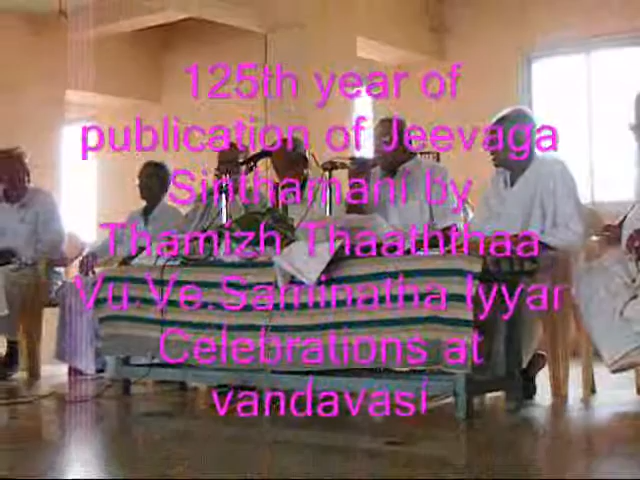 125th year of
publication of Jeevaga
Sinthamani by
Thamizh Thaaththaa
Vu.Ve.Saminatha Iyyar
Celebrations at
vandavasi